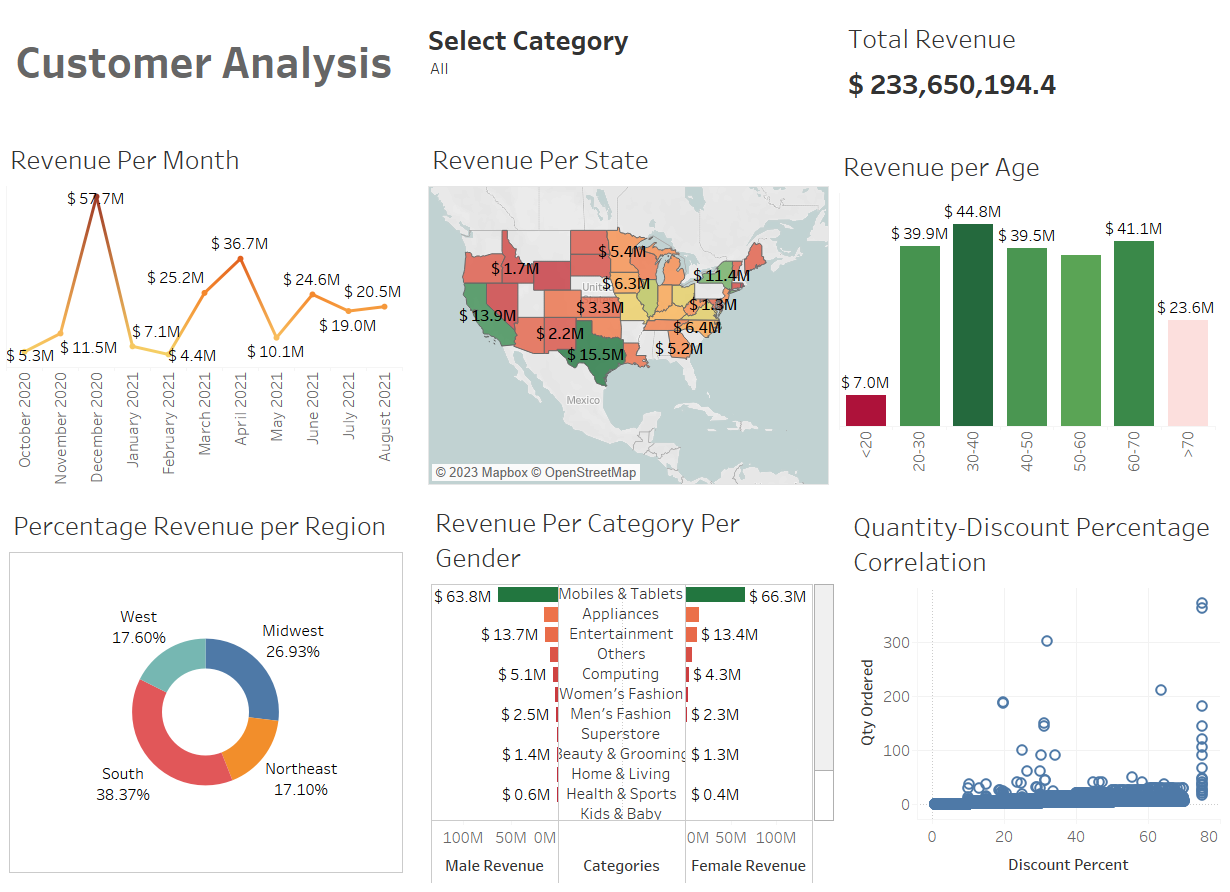 Customer Analysis
Select Category
All
Total Revenue
$ 233,650,194.4
Revenue Per Month
$ 57.7M
$ 36.7M
$ 25.2M
$ 24.6M
$ 20.5M
$ 19.0M
$ 7.1M
$ 11.5M
$ 5.3M
$ 4.4M
$ 10.1M
October 2020
November 2020
December 2020
January 2021
February 2021
March 2021
April 2021
May 2021
June 2021
July 2021
August 2021
Revenue Per State
$ 5.4M
$ 1.7M
$ 11.4M
$ 6.3M
Unit
$ 3.3M
$ 1.3M
$ 13.9M
$ 2.2M
$ 6.4M
$ 15.5M
$ 5.2M
Mexico
© 2023 Mapbox © OpenStreetMap
Revenue per Age
$ 44.8M
$ 39.9M
$ 39.5M
$ 41.1M
$ 23.6M
$ 7.0M
<20
20-30
30-40
40-50
50-60
60-70
>70
Percentage Revenue per Region
West
17.60%
Midwest
26.93%
South
38.37%
Northeast
17.10%
Revenue Per Category Per
Gender
$ 63.8M Mobiles & Tablets $ 66.3M
Appliances
$ 13.7M Entertainment $ 13.4M
Others
$ 5.1M Computing $ 4.3M
Women's Fashion
$ 2.5M Men's Fashion $ 2.3M
Superstore
$ 1.4M Beauty & Grooming $ 1.3M
Home & Living
$ 0.6M Health & Sports $ 0.4M
Kids & Baby
100M 50M 0M 0M 50M 100M
Male Revenue Categories Female Revenue
Quantity-Discount Percentage
Correlation
Qty Ordered
300
200
100
0
0 20 40 60 80
Discount Percent